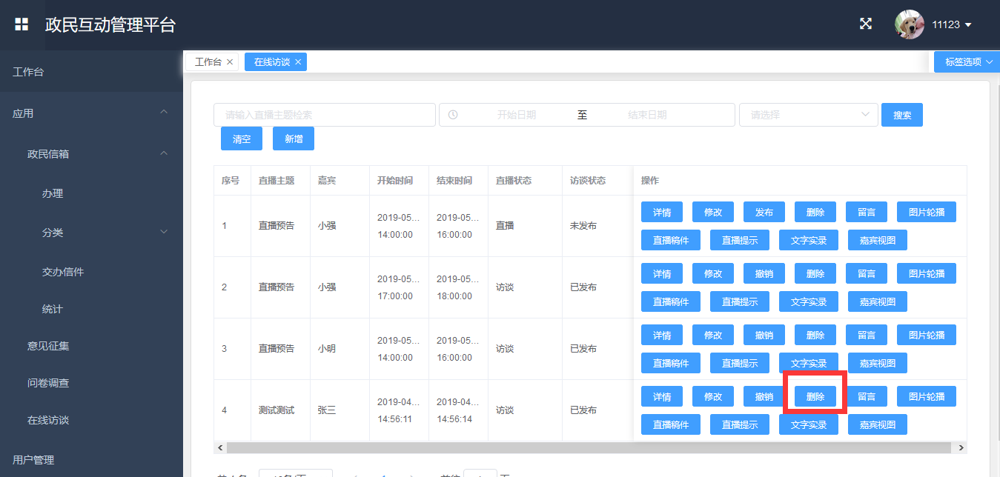 政民互动管理平台
11123
工作台
应用
政民信箱
办理
分类
交办信件
统计
意见征集
问卷调查
在线访谈
用户管理
工作台 在线访谈 标签选项
请输入直播主题检索 开始日期 至 结束日期 请选择 搜索
清空 新增
序号 直播主题 嘉宾 开始时间 结束时间 直播状态 访谈状态 操作
1 直播预告 小强 2019-05... 14:00:00 2019-05... 16:00:00 直播 未发布
详情 修改 发布 删除 留言 图片轮播
直播稿件 直播提示 文字实录 嘉宾视图
2 直播预告 小强 2019-05... 17:00:00 2019-05... 18:00:00 访谈 已发布
详情 修改 撤销 删除 留言 图片轮播
直播稿件 直播提示 文字实录 嘉宾视图
3 直播预告 小明 2019-05... 14:00:00 2019-05... 16:00:00 访谈 已发布
详情 修改 撤销 删除 留言 图片轮播
直播稿件 直播提示 文字实录 嘉宾视图
4 测试测试 张三 2019-04... 14:56:11 2019-04... 14:56:14 访谈 已发布
详情 修改 撤销 删除 留言 图片轮播
直播稿件 直播提示 文字实录 嘉宾视图